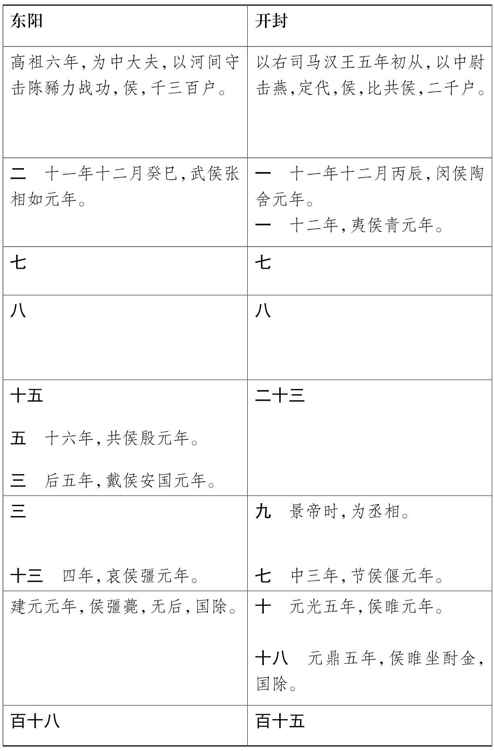 东阳
开封
高祖六年，为中大夫，以河间守
击陈豨力战功，侯，千三百户。
以右司马汉王五年初从，以中尉
击燕，定代，侯，比共侯，二千户。
二 十一年十二月癸巳，武侯张
相如元年。
一 十一年十二月丙辰，闵侯陶
舍元年。
一 十二年，夷侯青元年。
七
七
八
八
十五
五 十六年，共侯殷元年。
三 后五年，戴侯安国元年。
二十三
三
十三 四年，哀侯彊元年。
九 景帝时，为丞相。
七 中三年，节侯偃元年。
建元元年，侯彊薨，无后，国除。
十 元光五年，侯睢元年。
十八 元鼎五年，侯睢坐酎金，
国除。
百十八
百十五